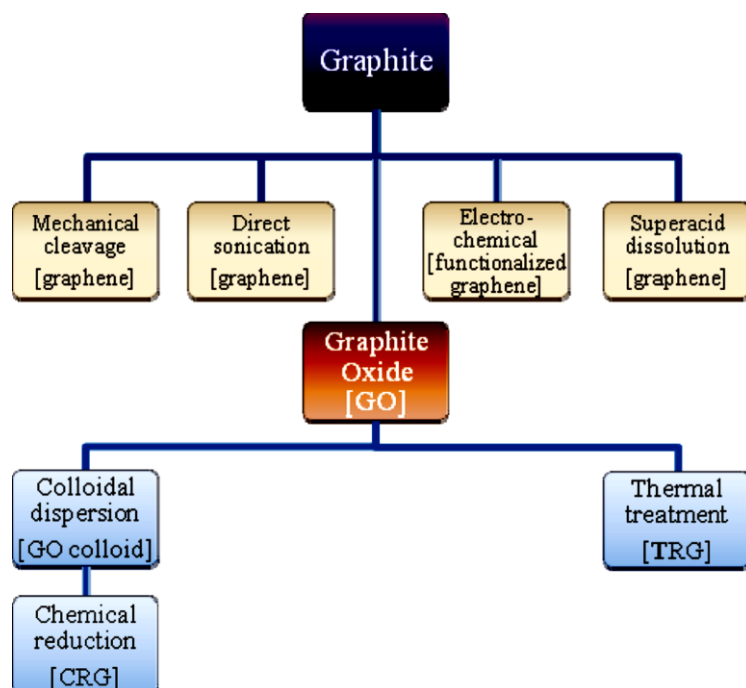 Graphite
Mechanical
cleavage
[graphene]
Direct
sonication
[graphene]
Electro-
chemical
[functionalized
graphene]
Superacid
dissolution
[graphene]
Graphite
Oxide
[GO]
Colloidal
dispersion
[GO colloid]
Thermal
treatment
[TRG]
Chemical
reduction
[CRG]